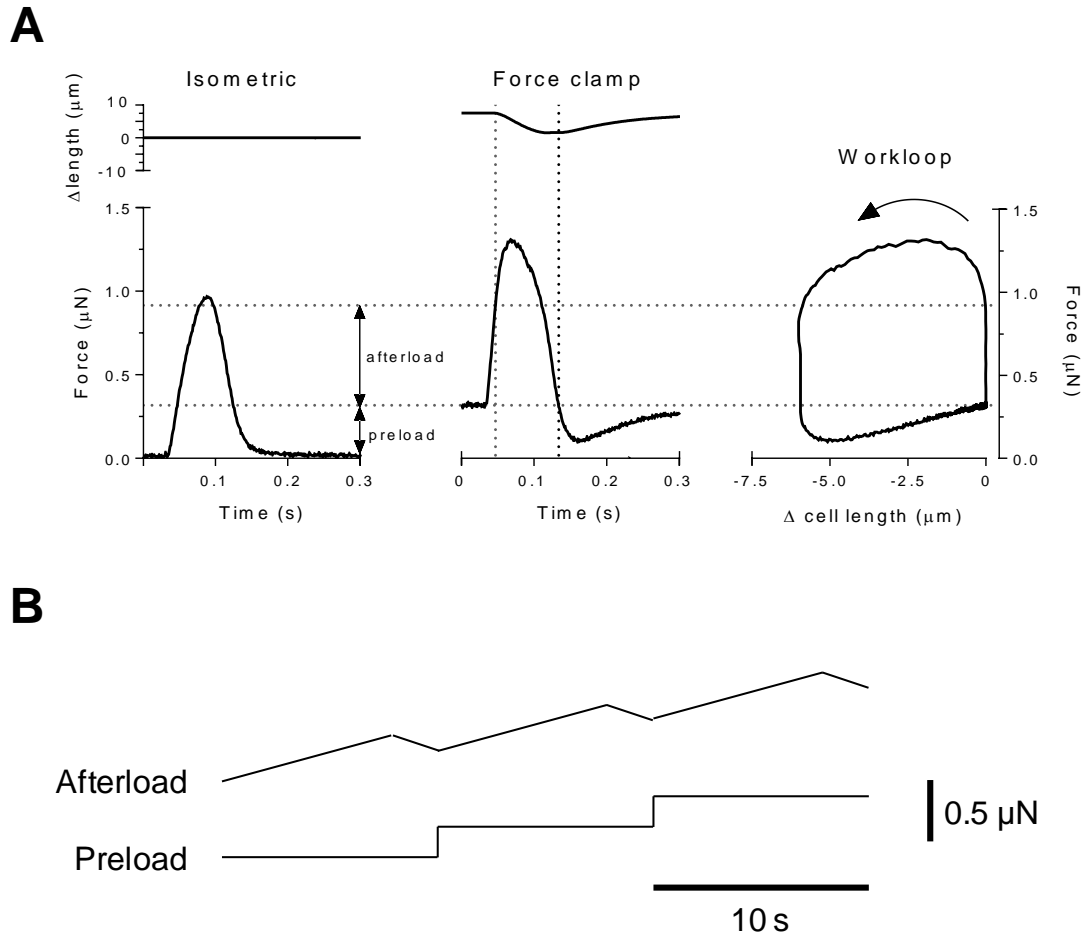 A
Isometric
Force clamp
Workloop
Δlength (µm)
10
0
-10
Force (µN)
1.5
1.0
0.5
0.0
afterload
preload
0.1
0.2
0.3
Time (s)
0
0.1
0.2
0.3
Time (s)
1.5
1.0
0.5
0.0
Force (µN)
-7.5
-5.0
-2.5
0
Δ cell length (µm)
B
Afterload
Preload
0.5 µN
10 s